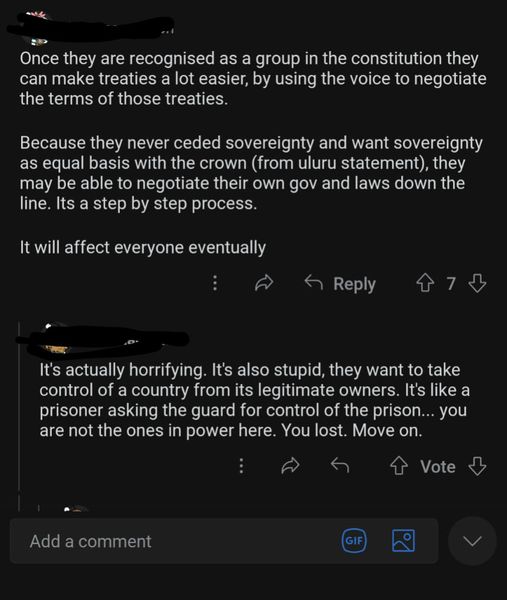 Once they are recognised as a group in the constitution they
can make treaties a lot easier, by using the voice to negotiate
the terms of those treaties.
Because they never ceded sovereignty and want sovereignty
as equal basis with the crown (from uluru statement), they
may be able to negotiate their own gov and laws down the
line. Its a step by step process.
It will affect everyone eventually
Reply 7
It's actually horrifying. It's also stupid, they want to take
control of a country from its legitimate owners. It's like a
prisoner asking the guard for control of the prison... you
are not the ones in power here. You lost. Move on.
Vote
Add a comment GIF